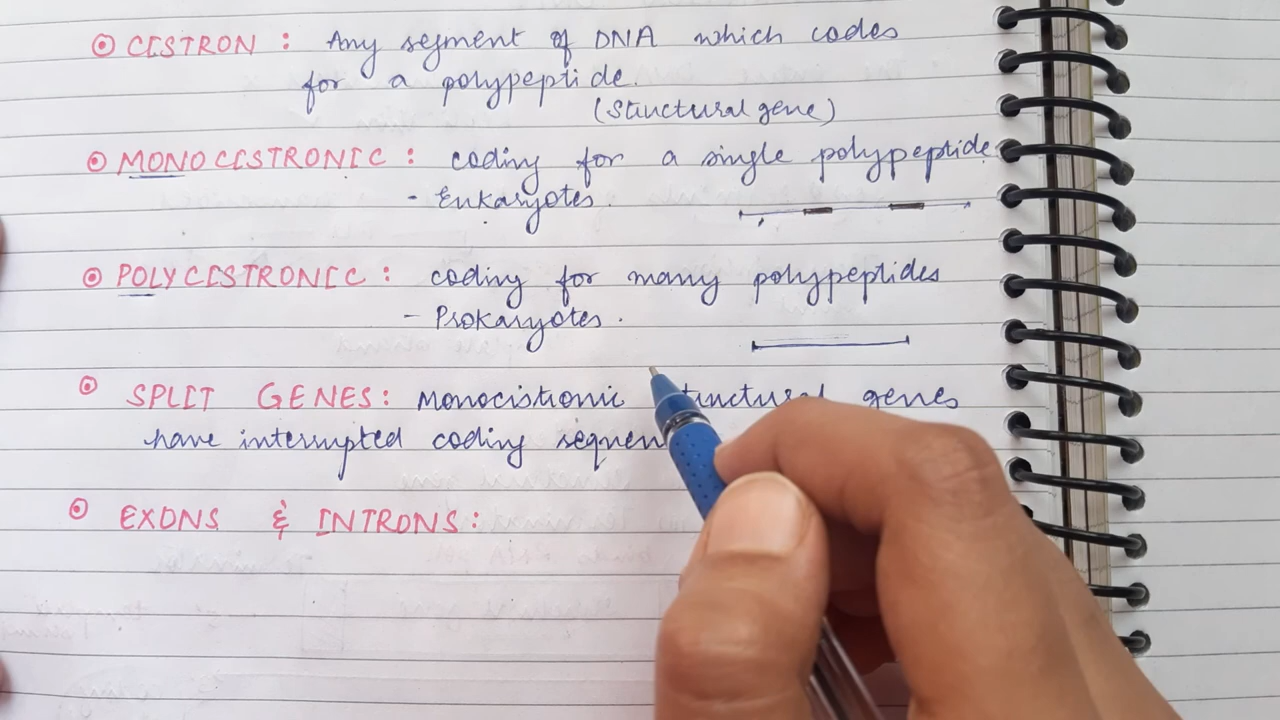 CISTRON : Any segment of DNA which codes
for a polypeptide.
(Structural gene)
MONOCISTRONIC : coding for a single polypeptide
- Eukaryotes.
POLYCISTRONIC : coding for many polypeptides
- Prokaryotes.
SPLIT GENES: Monocistronic genes
have interrupted coding
EXONS & INTRONS: